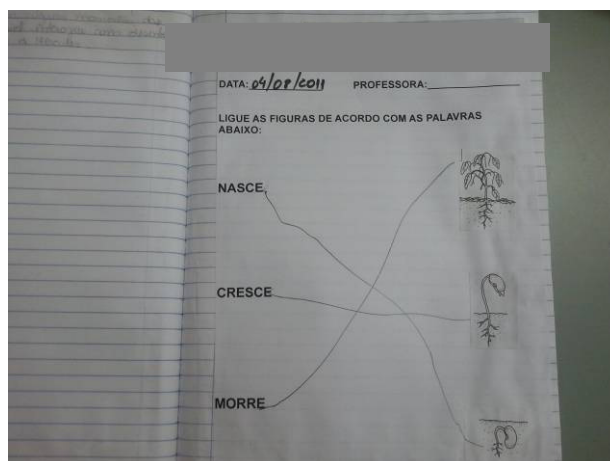 DATA: 04/08/2011 PROFESSORA:
LIGUE AS FIGURAS DE ACORDO COM AS PALAVRAS
ABAIXO:
NASCE
CRESCE
MORRE